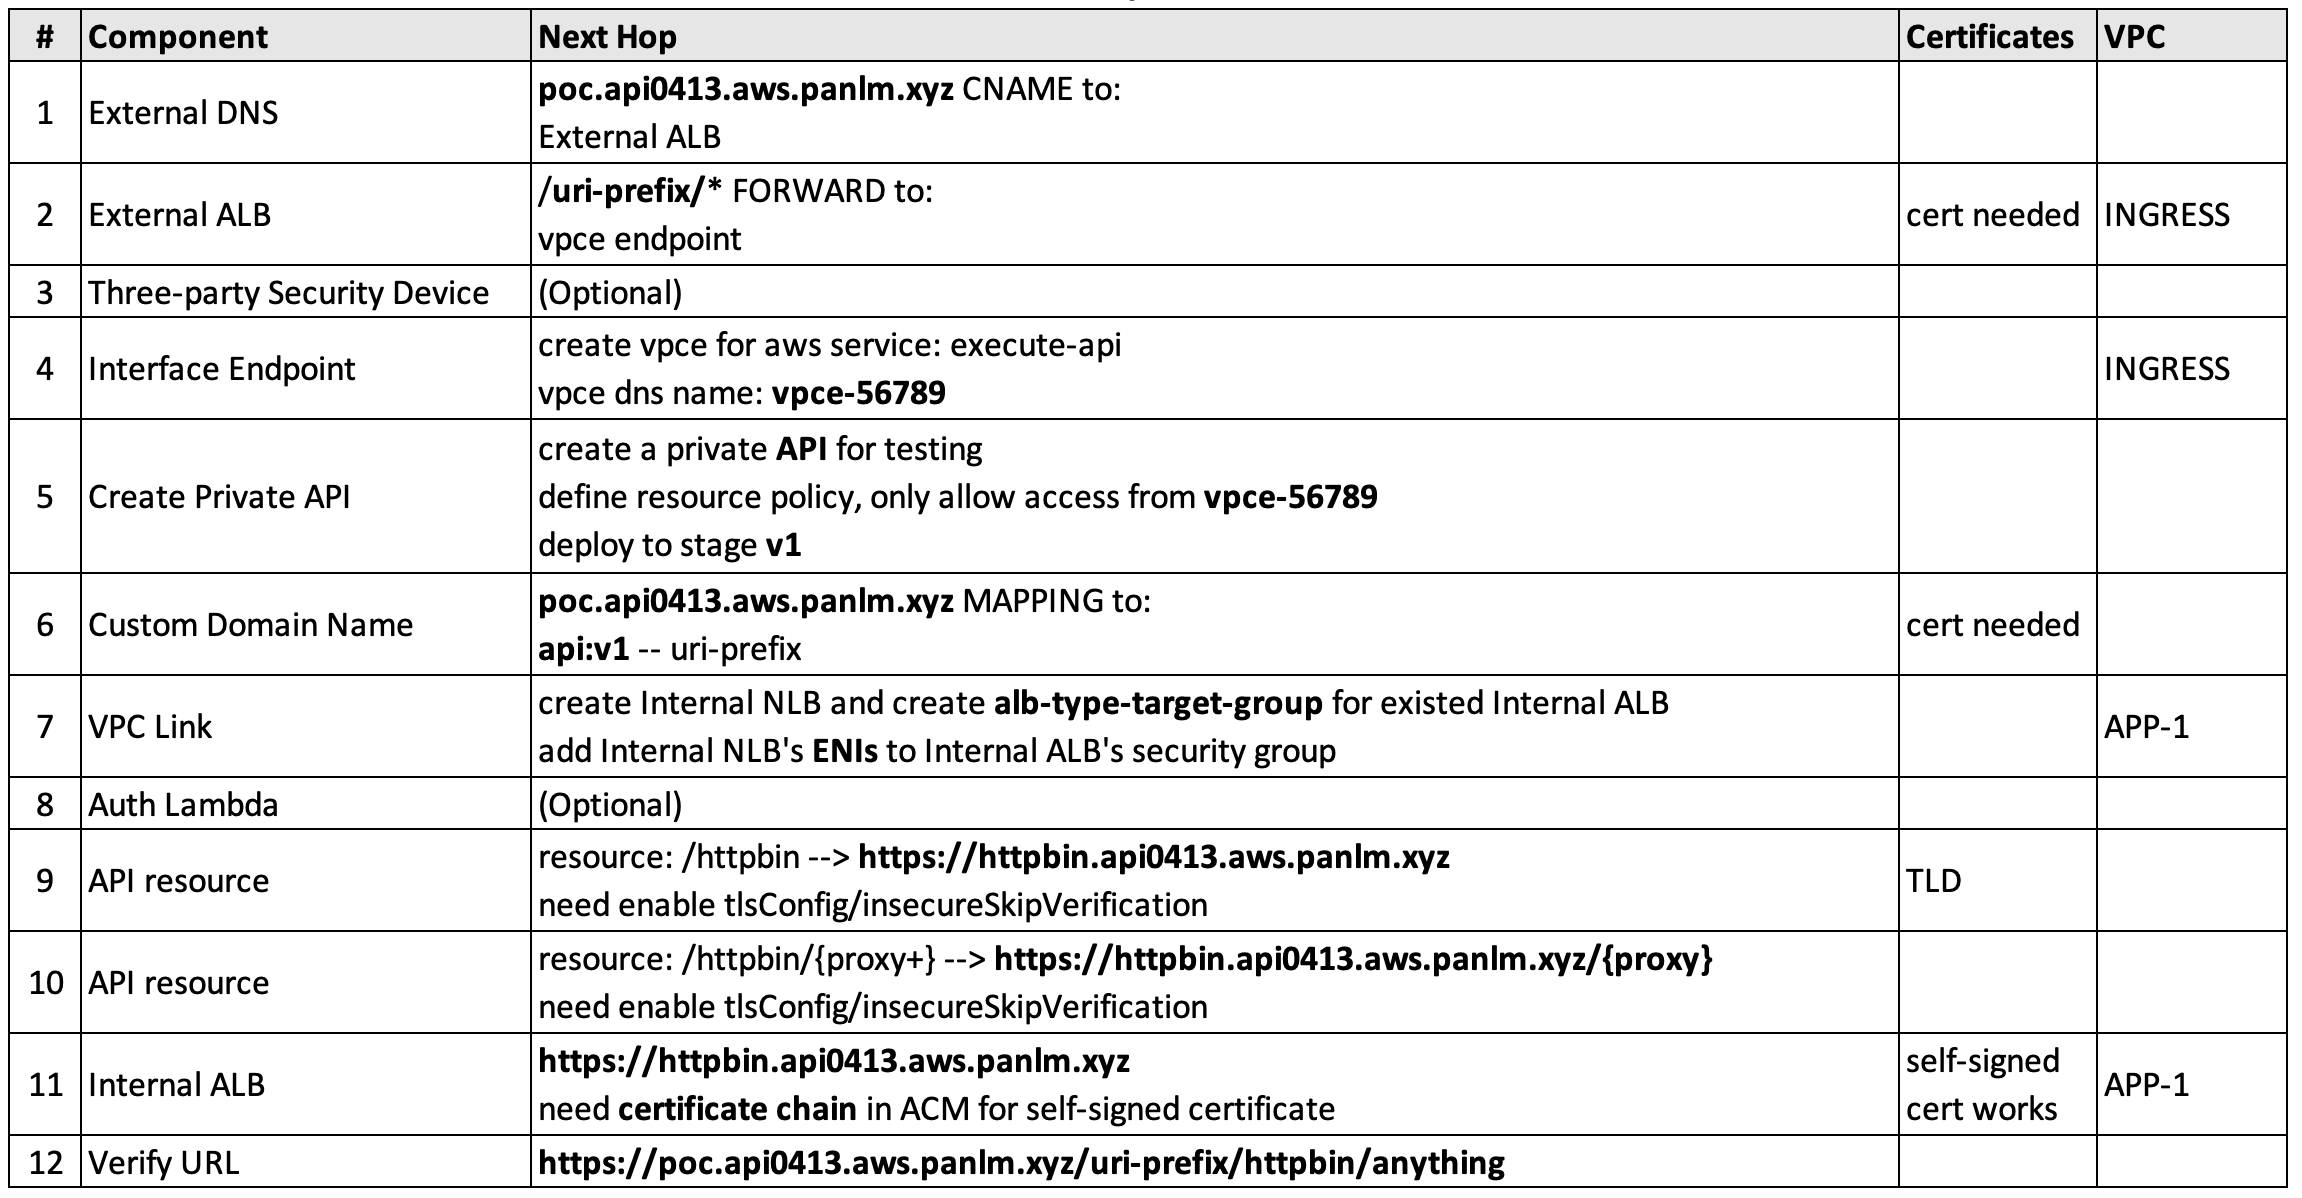 # Component Next Hop Certificates VPC
1 External DNS poc.api0413.aws.panlm.xyz CNAME to:
External ALB
2 External ALB /uri-prefix/* FORWARD to:
vpce endpoint cert needed INGRESS
3 Three-party Security Device (Optional)
4 Interface Endpoint create vpce for aws service: execute-api
vpce dns name: vpce-56789 INGRESS
5 Create Private API create a private API for testing
define resource policy, only allow access from vpce-56789
deploy to stage v1
6 Custom Domain Name poc.api0413.aws.panlm.xyz MAPPING to:
api:v1 -- uri-prefix cert needed
7 VPC Link create Internal NLB and create alb-type-target-group for existed Internal ALB
add Internal NLB's ENIs to Internal ALB's security group APP-1
8 Auth Lambda (Optional)
9 API resource resource: /httpbin --> https://httpbin.api0413.aws.panlm.xyz
need enable tlsConfig/insecureSkipVerification TLD
10 API resource resource: /httpbin/{proxy+} --> https://httpbin.api0413.aws.panlm.xyz/{proxy}
need enable tlsConfig/insecureSkipVerification
11 Internal ALB https://httpbin.api0413.aws.panlm.xyz self-signed
need certificate chain in ACM for self-signed certificate cert works APP-1
12 Verify URL https://poc.api0413.aws.panlm.xyz/uri-prefix/httpbin/anything